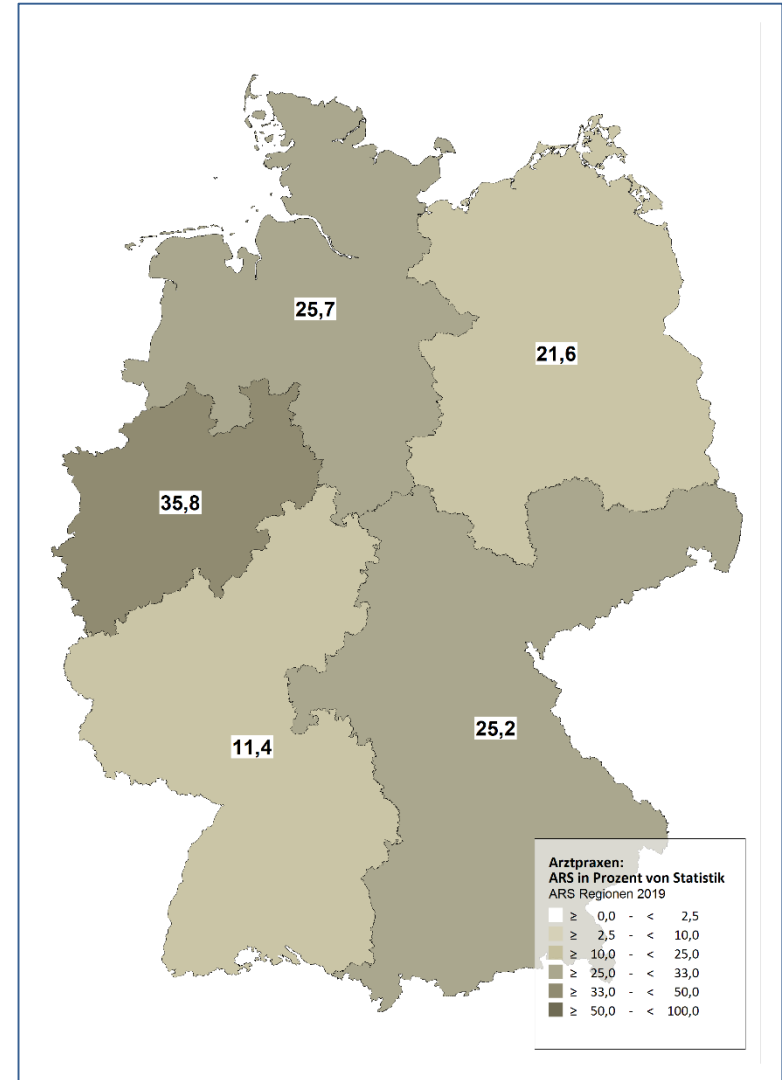 25,7
21,6
35,8
25,2
11,4
Arztpraxen:
ARS in Prozent von Statistik
ARS Regionen 2019
≥ 0,0 - < 2,5
≥ 2,5 - < 10,0
≥ 10,0 - < 25,0
≥ 25,0 - < 33,0
≥ 33,0 - < 50,0
≥ 50,0 - < 100,0